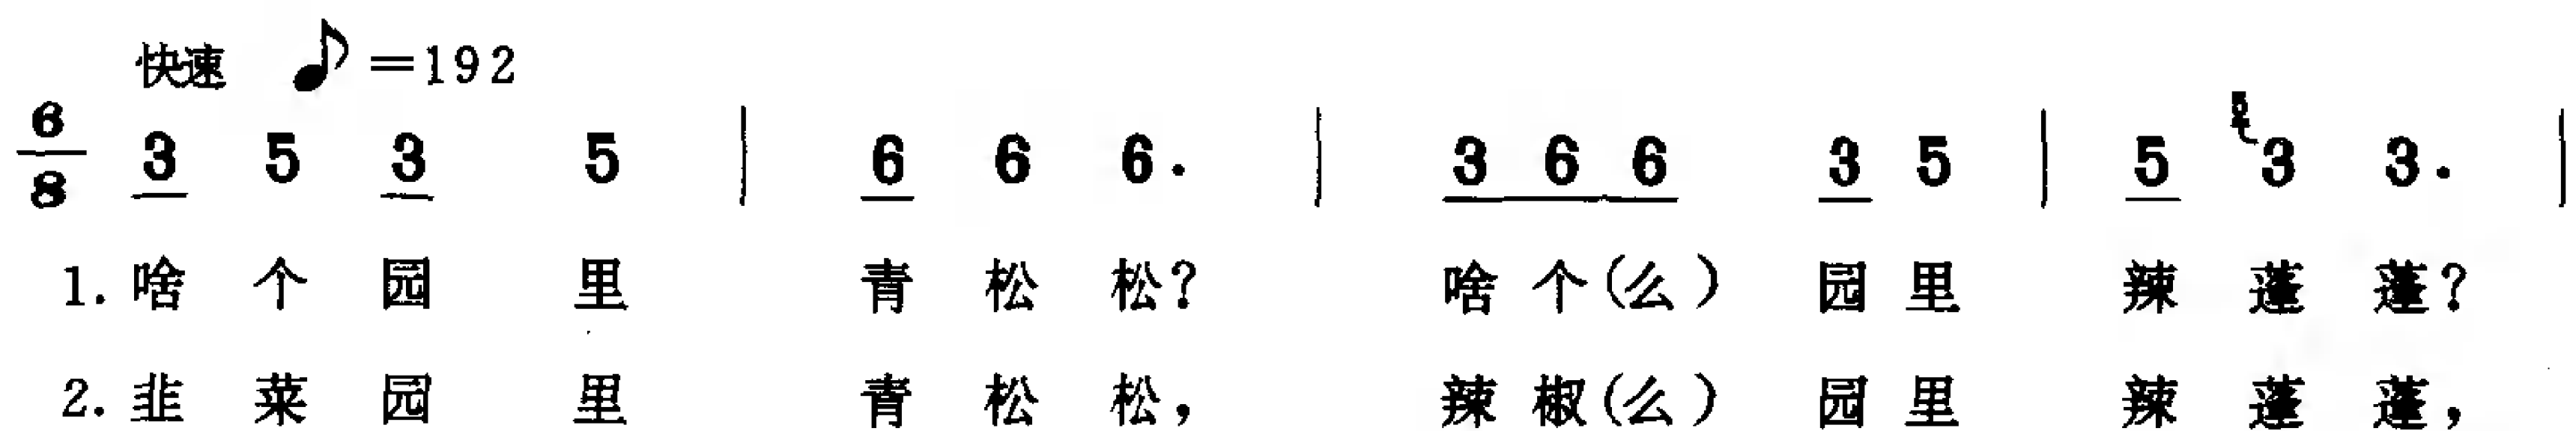 快速 ♪=192
6/8 3 5 3 5 | 6 6 6. | 3 6 6 3 5 | 5 5 3 3. |
1. 啥个园里 青松松? 啥个(么)园里 辣蓬蓬?
2. 韭菜园里 青松松, 辣椒(么)园里 辣蓬蓬,